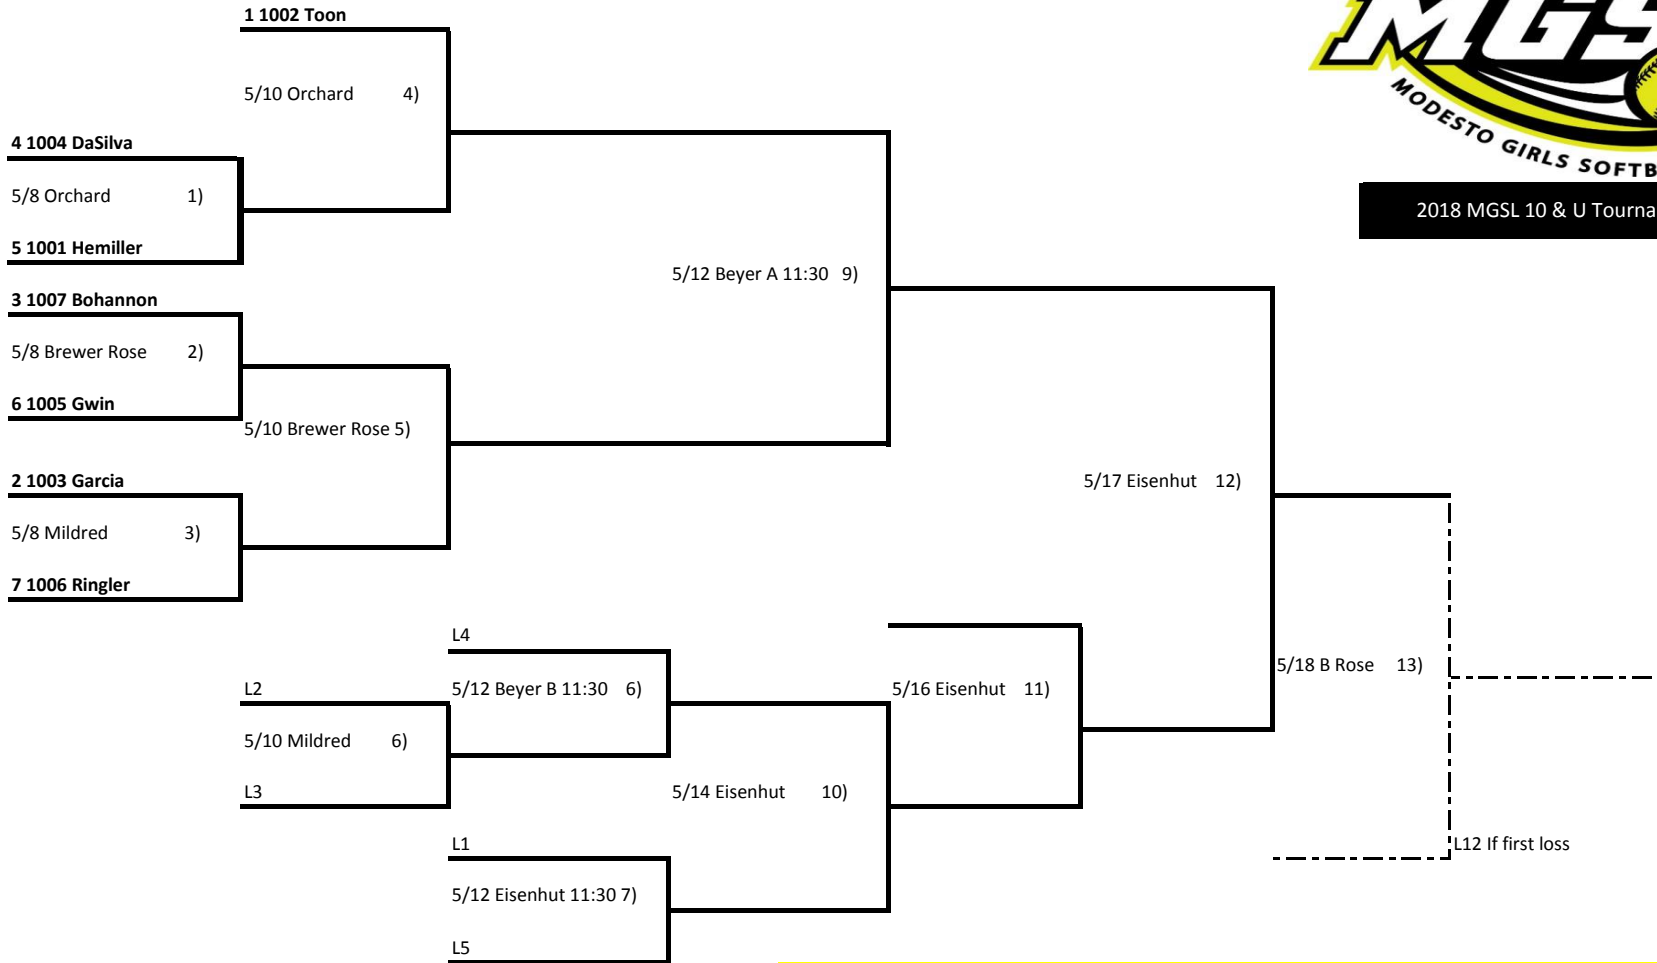 1 1002 Toon
5/10 Orchard 4)
4 1004 DaSilva
5/8 Orchard 1)
5 1001 Hemiller
3 1007 Bohannon
5/8 Brewer Rose 2)
6 1005 Gwin
5/10 Brewer Rose 5)
2 1003 Garcia
5/8 Mildred 3)
7 1006 Ringler
5/12 Beyer A 11:30 9)
5/17 Eisenhut 12)
L4
5/12 Beyer B 11:30 6)
L2
5/10 Mildred 6)
L3
5/14 Eisenhut 10)
L1
5/12 Eisenhut 11:30 7)
L5
5/16 Eisenhut 11)
5/18 B Rose 13)
L12 If first loss
MGS
MODESTO GIRLS SOFTB
2018 MGSL 10 & U Tourna